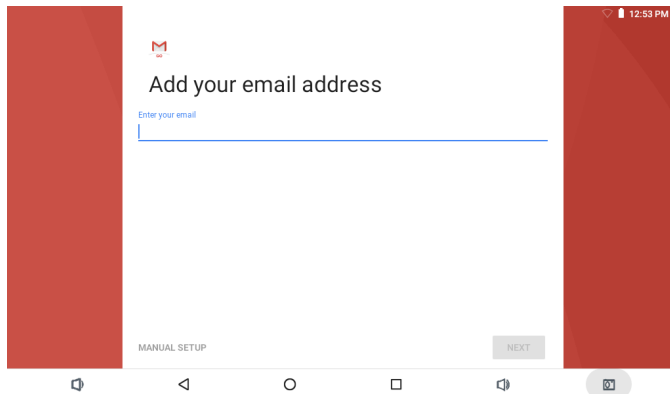 12:53 PM
Add your email address
Enter your email
MANUAL SETUP
NEXT